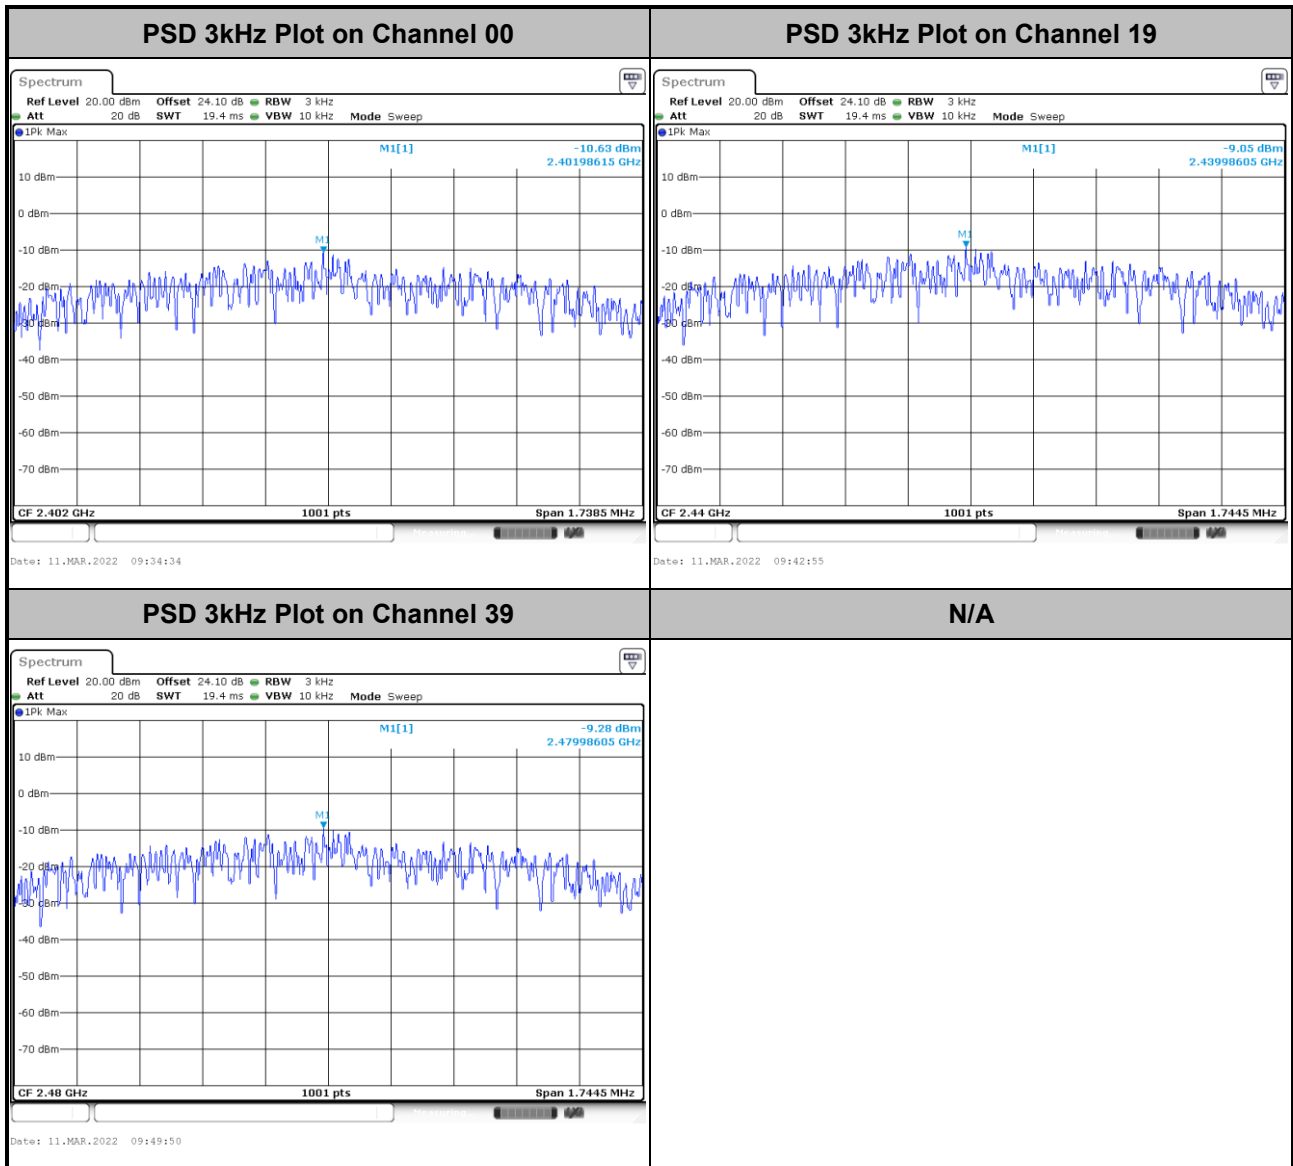 PSD 3kHz Plot on Channel 00
Spectrum
Ref Level 20.00 dBm Offset 24.10 dB RBW 3 kHz
Att 20 dB SWT 19.4 ms VBW 10 kHz Mode Sweep
1Pk Max
M1[1] -10.63 dBm
2.40198615 GHz
10 dBm
0 dBm
M1
-10 dBm
-20 dBm
-30 dBm
-40 dBm
-50 dBm
-60 dBm
-70 dBm
CF 2.402 GHz 1001 pts Span 1.7385 MHz
Measuring...
Date: 11.MAR.2022 09:34:34
PSD 3kHz Plot on Channel 19
Spectrum
Ref Level 20.00 dBm Offset 24.10 dB RBW 3 kHz
Att 20 dB SWT 19.4 ms VBW 10 kHz Mode Sweep
1Pk Max
M1[1] -9.05 dBm
2.43998605 GHz
10 dBm
0 dBm
M1
-10 dBm
-20 dBm
-30 dBm
-40 dBm
-50 dBm
-60 dBm
-70 dBm
CF 2.44 GHz 1001 pts Span 1.7445 MHz
Measuring...
Date: 11.MAR.2022 09:42:55
PSD 3kHz Plot on Channel 39
Spectrum
Ref Level 20.00 dBm Offset 24.10 dB RBW 3 kHz
Att 20 dB SWT 19.4 ms VBW 10 kHz Mode Sweep
1Pk Max
M1[1] -9.28 dBm
2.47998605 GHz
10 dBm
0 dBm
M1
-10 dBm
-20 dBm
-30 dBm
-40 dBm
-50 dBm
-60 dBm
-70 dBm
CF 2.48 GHz 1001 pts Span 1.7445 MHz
Measuring...
Date: 11.MAR.2022 09:49:50
N/A